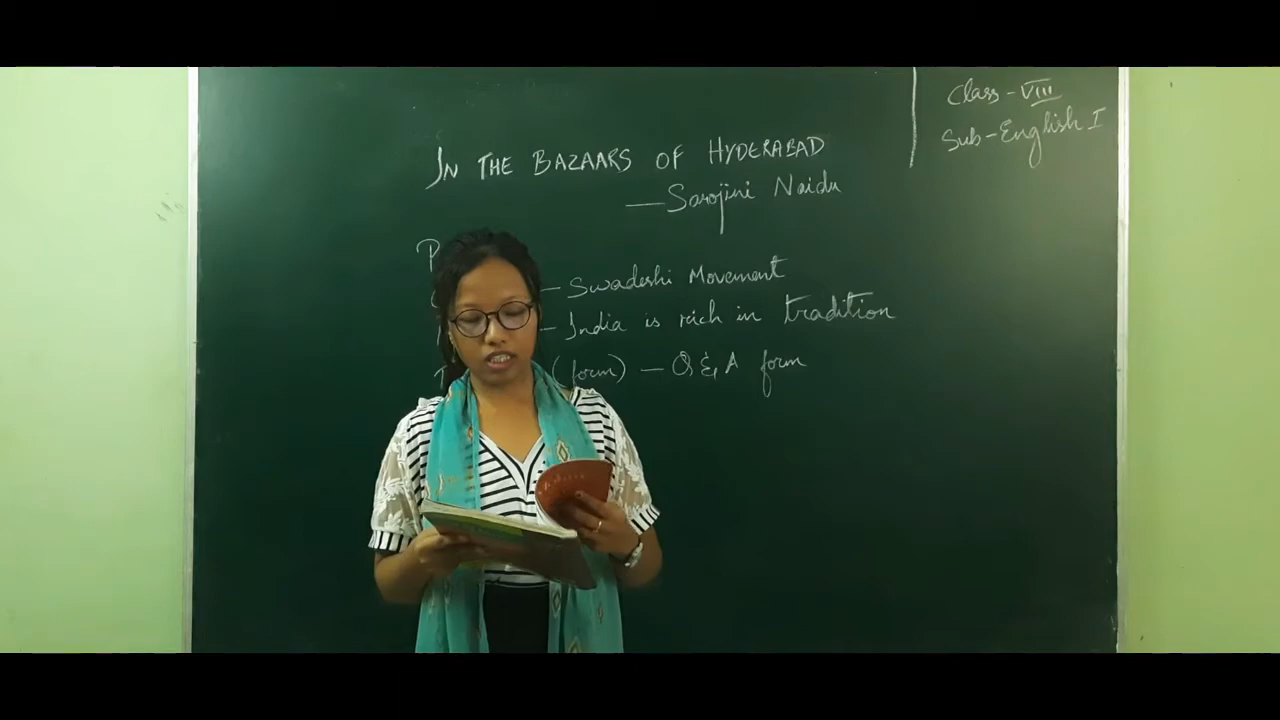 IN THE BAZAARS OF HYDERABAD
— Sarojini Naidu
Class - VIII
Sub - English I
P
— Swadeshi Movement
— India is rich in tradition
(form) — Q & A form